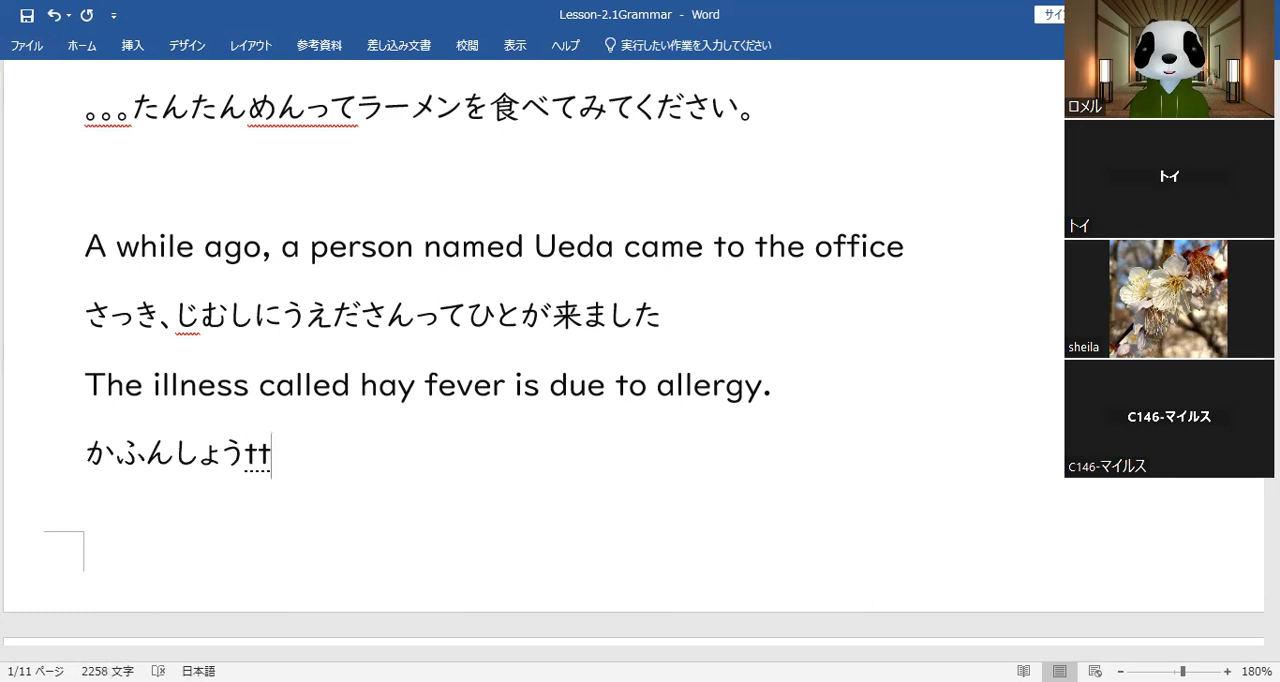 Lesson-2.1Grammar - Word
サイ
ファイル ホーム 挿入 デザイン レイアウト 参考資料 差し込み文書 校閲 表示 ヘルプ 実行したい作業を入力してください
。。。たんたんめんってラーメンを食べてみてください。
A while ago, a person named Ueda came to the office
さっき、じむしにうえださんってひとが来ました
The illness called hay fever is due to allergy.
かふんしょうtt
ロメル
トイ
トイ
sheila
C146-マイルス
C146-マイルス
1/11 ページ 2258 文字 日本語 180%